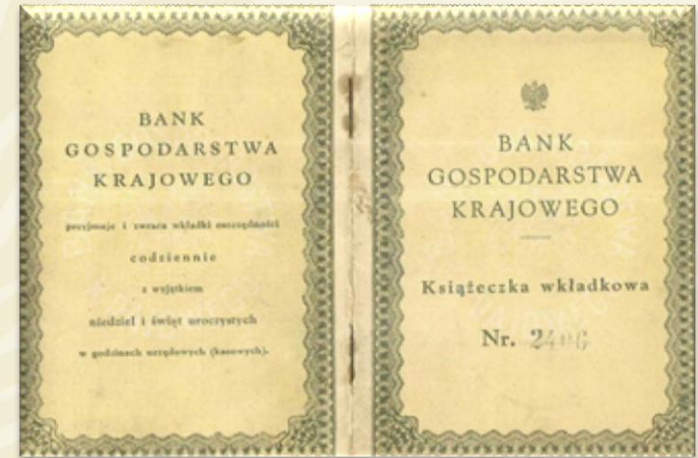 BANK
GOSPODARSTWA
KRAJOWEGO
przyjmuje i zwraca wkładki oszczędności
codziennie
z wyjątkiem
niedziel i świąt uroczystych
w godzinach urzędowych (kasowych).
BANK
GOSPODARSTWA
KRAJOWEGO
Książeczka wkładkowa
Nr. 2406